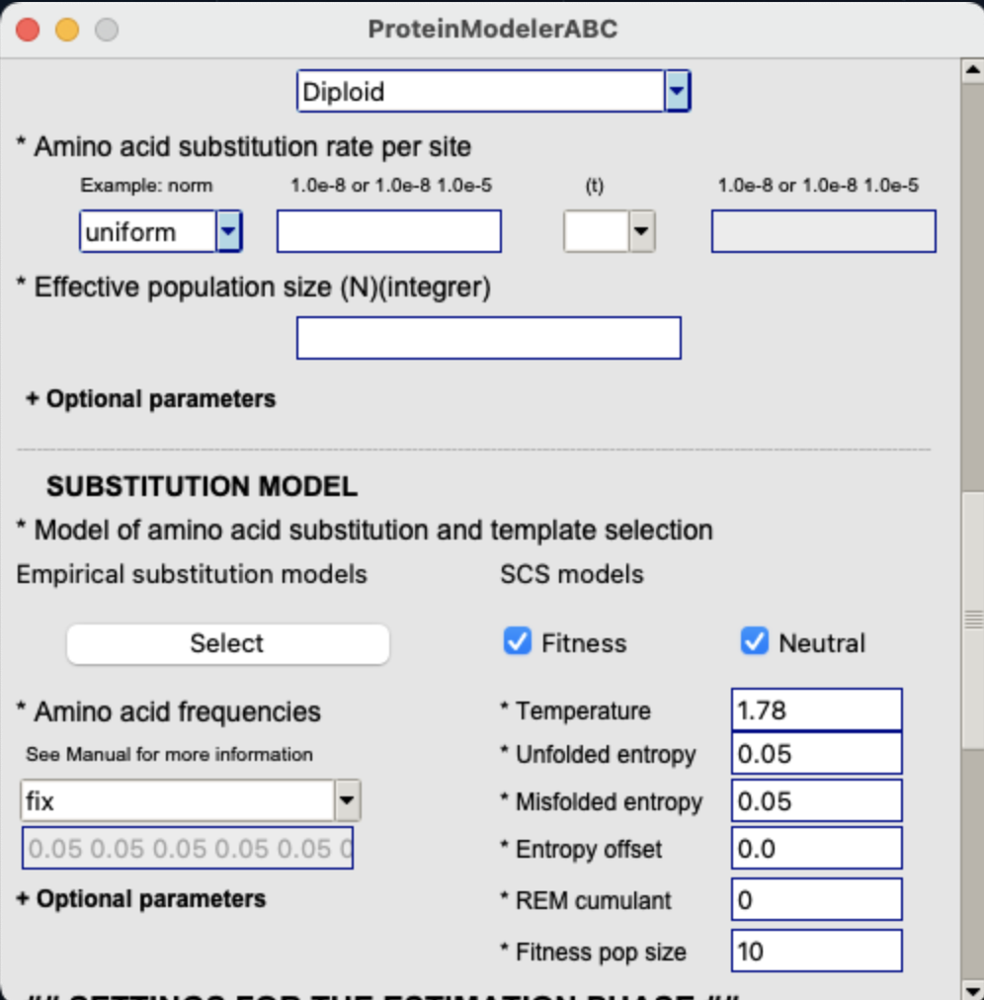 ProteinModelerABC
Diploid
* Amino acid substitution rate per site
Example: norm 1.0e-8 or 1.0e-8 1.0e-5 (t) 1.0e-8 or 1.0e-8 1.0e-5
uniform
* Effective population size (N)(integrer)
+ Optional parameters
SUBSTITUTION MODEL
* Model of amino acid substitution and template selection
Empirical substitution models SCS models
Select Fitness Neutral
* Amino acid frequencies * Temperature 1.78
See Manual for more information * Unfolded entropy 0.05
fix * Misfolded entropy 0.05
0.05 0.05 0.05 0.05 0.05 0 * Entropy offset 0.0
+ Optional parameters * REM cumulant 0
* Fitness pop size 10
## SETTINGS FOR THE ESTIMATION PHASE ##